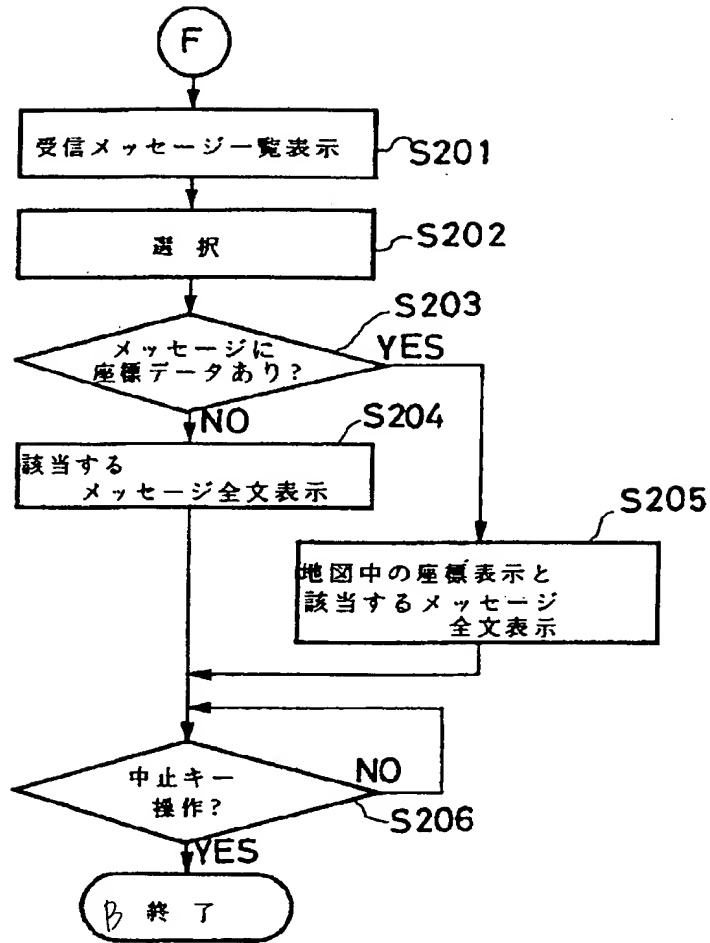 F
受信メッセージ一覧表示
S201
選択
S202
S203
メッセージに
座標データあり?
YES
NO
S204
該当する
メッセージ全文表示
S205
地図中の座標表示と
該当するメッセージ
全文表示
中止キー
操作?
NO
S206
YES
B 終了